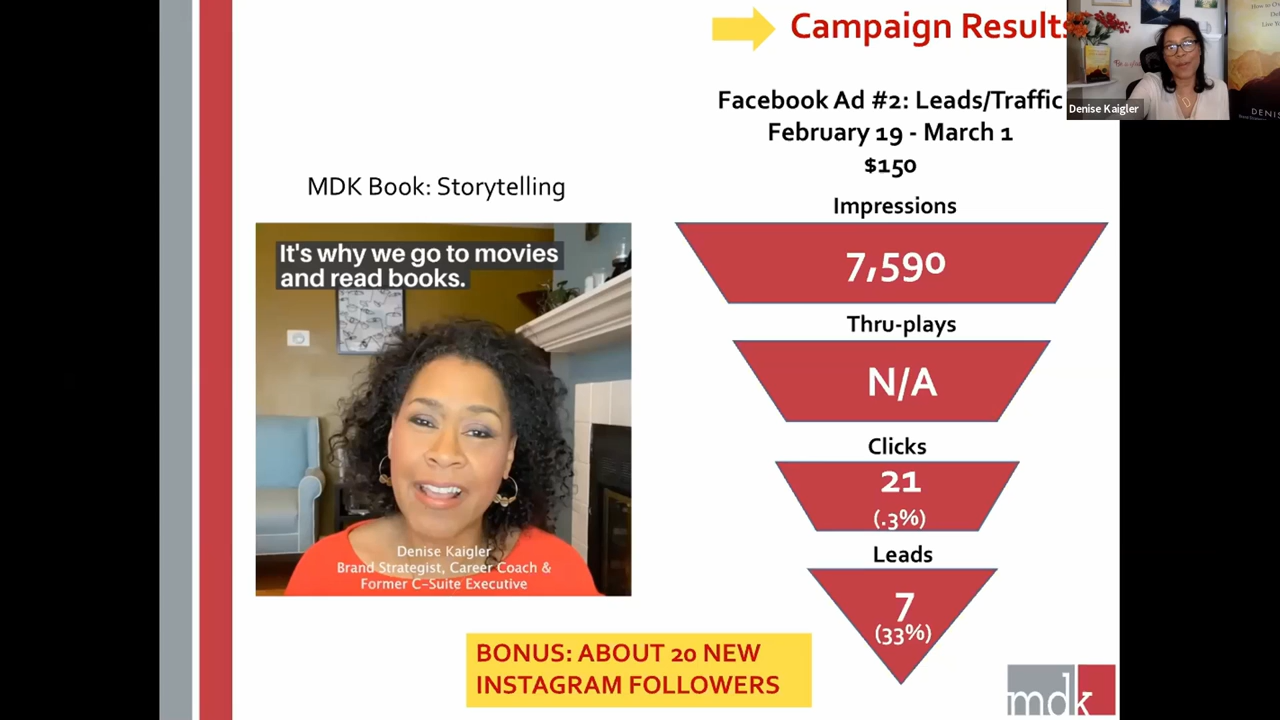 Campaign Results
Denise Kaigler
Facebook Ad #2: Leads/Traffic
February 19 - March 1
$150
MDK Book: Storytelling
It's why we go to movies
and read books.
Denise Kaigler
Brand Strategist, Career Coach &
Former C-Suite Executive
Impressions
7,590
Thru-plays
N/A
Clicks
21
(.3%)
Leads
7
(33%)
BONUS: ABOUT 20 NEW
INSTAGRAM FOLLOWERS
mdk